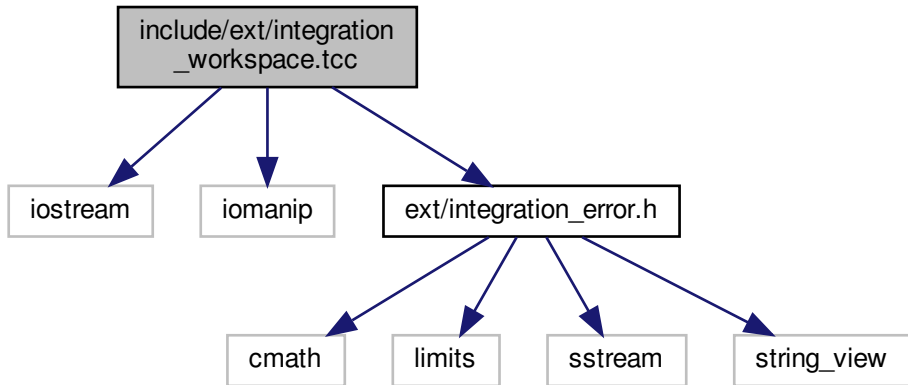 include/ext/integration
_workspace.tcc
iostream
iomanip
ext/integration_error.h
cmath
limits
sstream
string_view